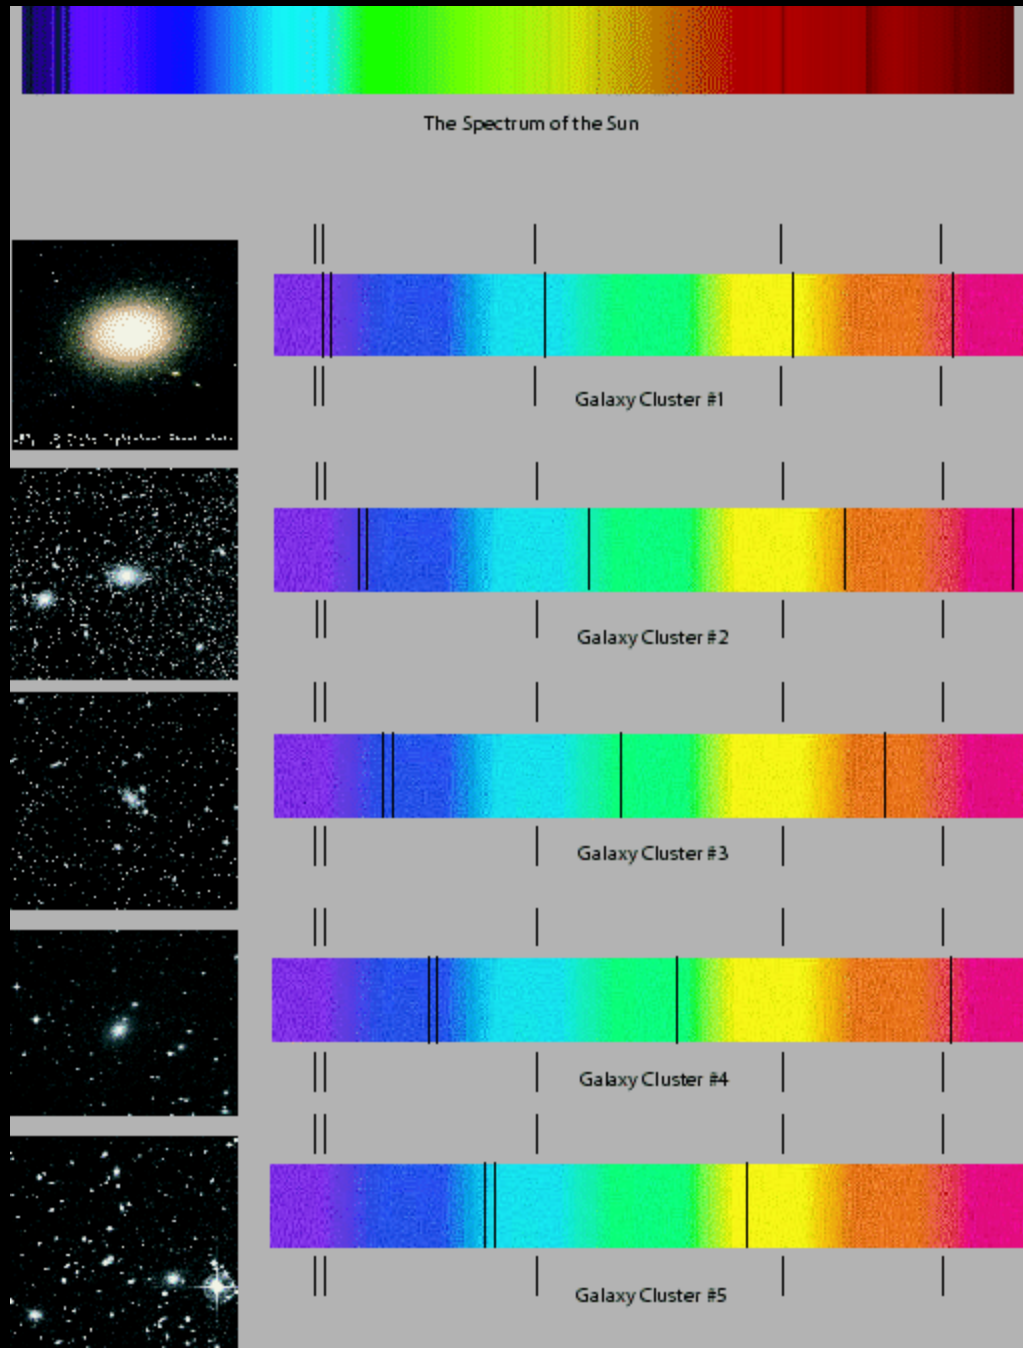 The Spectrum of the Sun
Galaxy Cluster #1
Galaxy Cluster #2
Galaxy Cluster #3
Galaxy Cluster #4
Galaxy Cluster #5